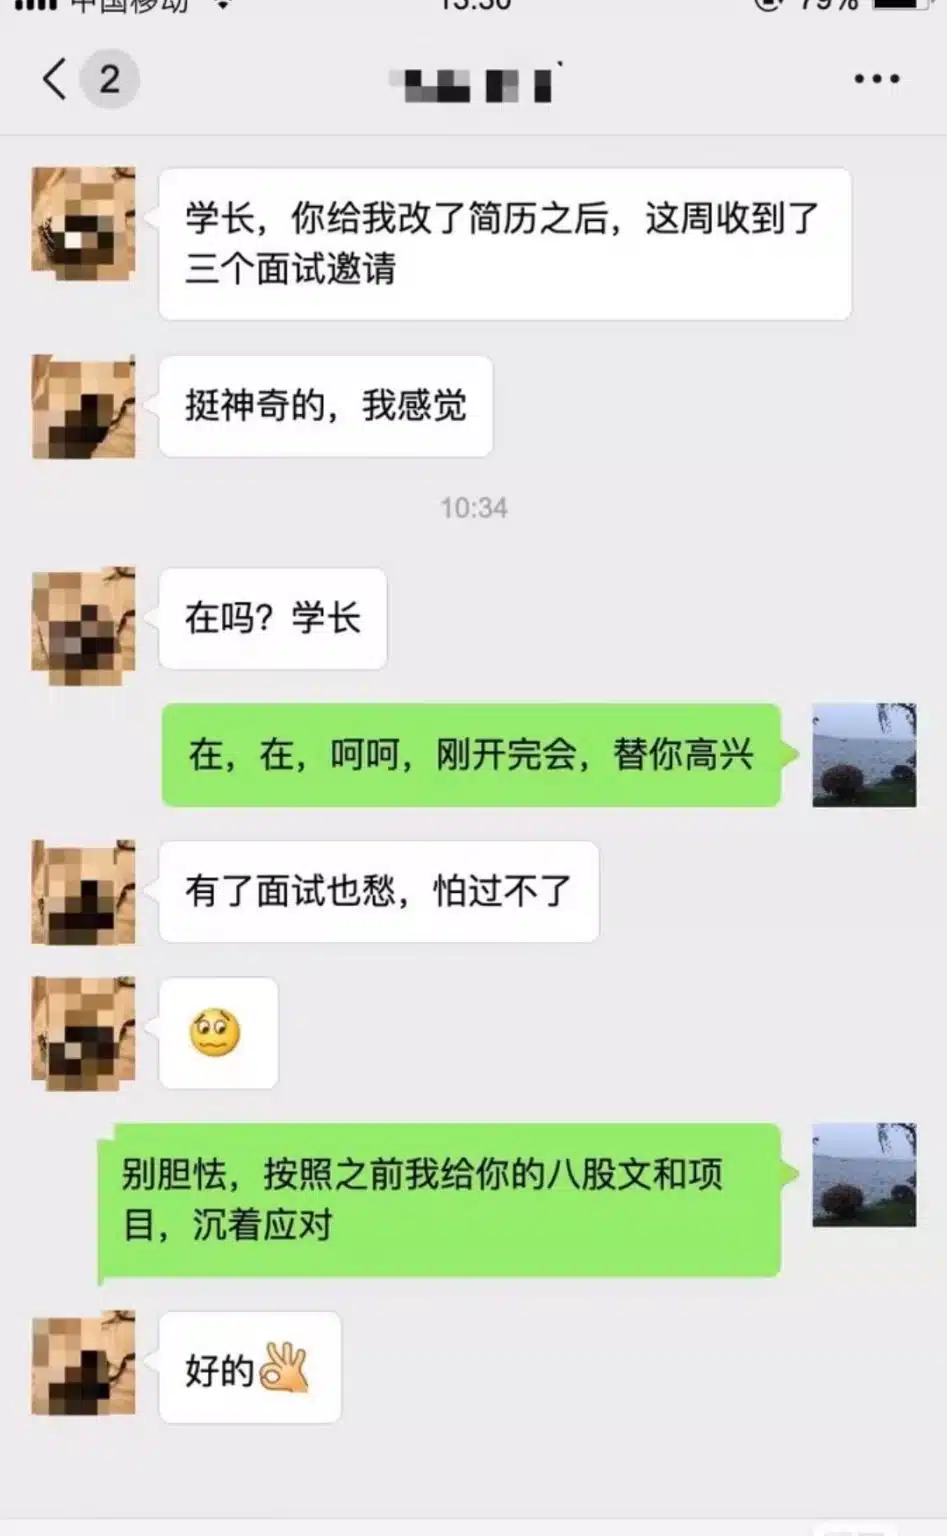 中国移动 13:30 79%
2
学长，你给我改了简历之后，这周收到了
三个面试邀请
挺神奇的，我感觉
10:34
在吗？学长
在，在，呵呵，刚开完会，替你高兴
有了面试也愁，怕过不了
别胆怯，按照之前我给你的八股文和项
目，沉着应对
好的